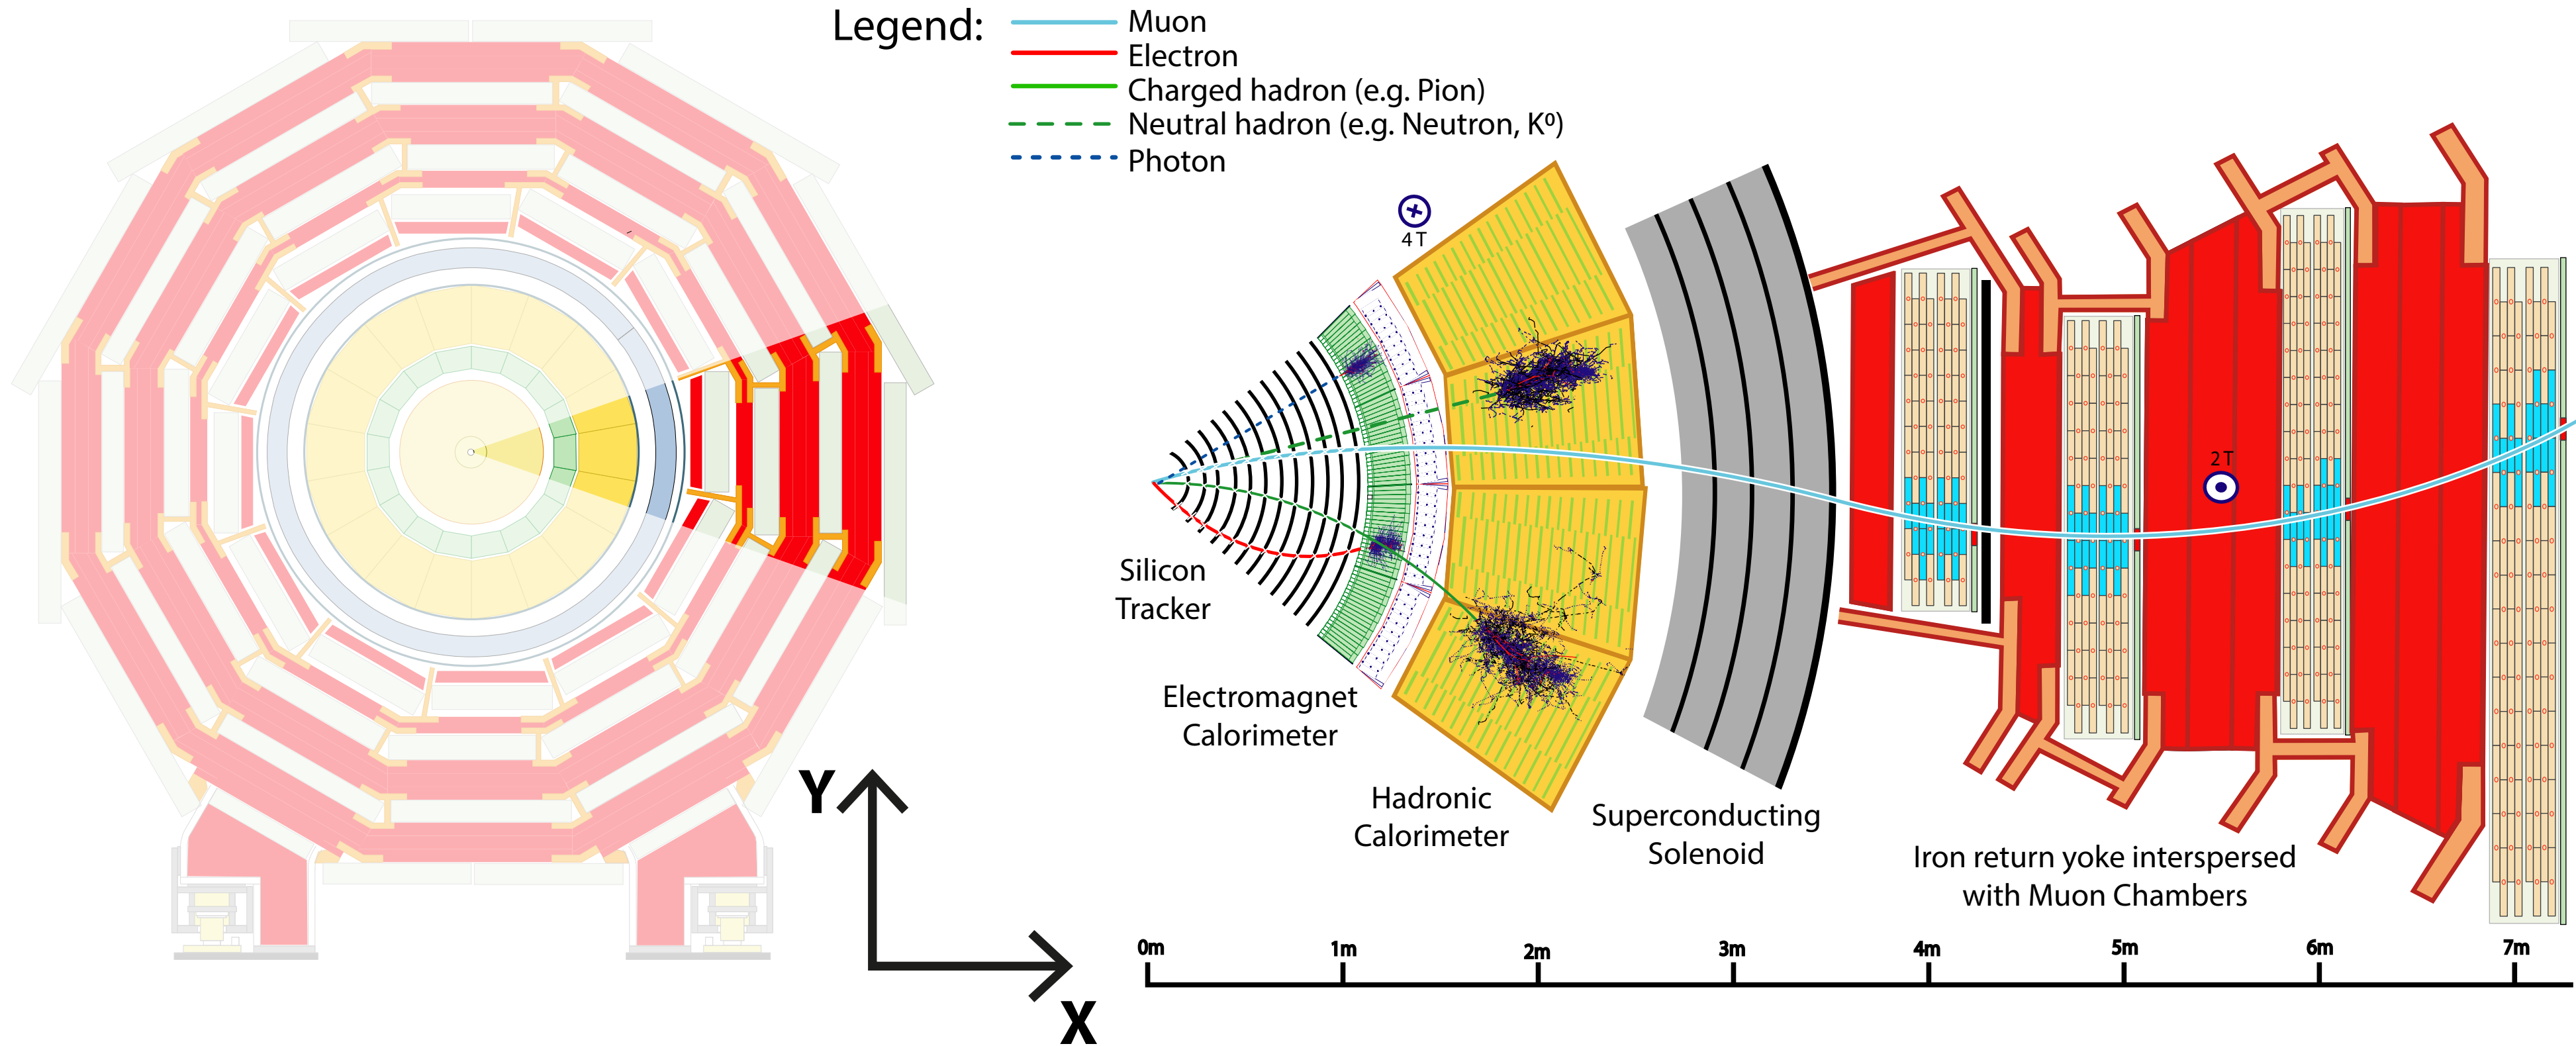 Legend:
Muon
Electron
Charged hadron (e.g. Pion)
Neutral hadron (e.g. Neutron, K⁰)
Photon
4 T
2 T
Silicon
Tracker
Electromagnet
Calorimeter
Hadronic
Calorimeter
Superconducting
Solenoid
Iron return yoke interspersed
with Muon Chambers
Y
X
0m 1m 2m 3m 4m 5m 6m 7m